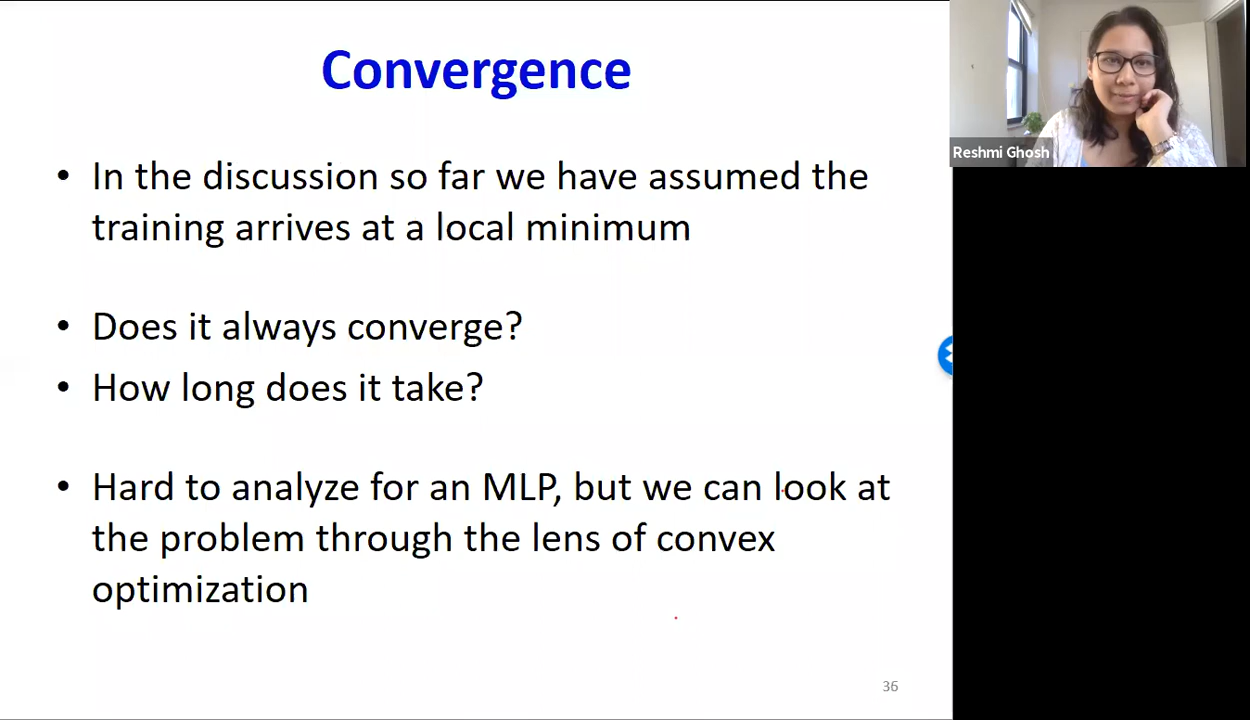 Convergence
• In the discussion so far we have assumed the
training arrives at a local minimum
• Does it always converge?
• How long does it take?
• Hard to analyze for an MLP, but we can look at
the problem through the lens of convex
optimization
36
Reshmi Ghosh